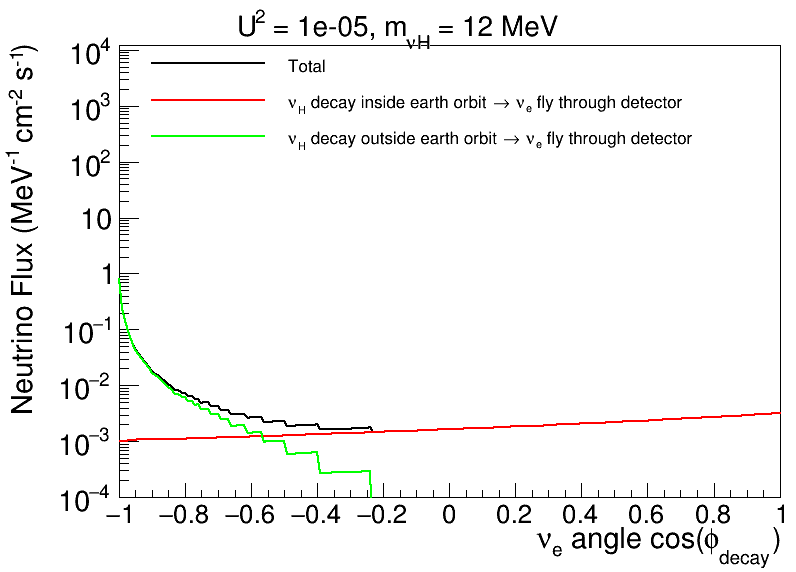 U² = 1e-05, m_νH = 12 MeV
Neutrino Flux (MeV⁻¹ cm⁻² s⁻¹)
10⁴
10³
10²
10
1
10⁻¹
10⁻²
10⁻³
10⁻⁴
Total
ν_H decay inside earth orbit → ν_e fly through detector
ν_H decay outside earth orbit → ν_e fly through detector
−1 −0.8 −0.6 −0.4 −0.2 0 0.2 0.4 0.6 0.8 1
ν_e angle cos(ϕ_decay)